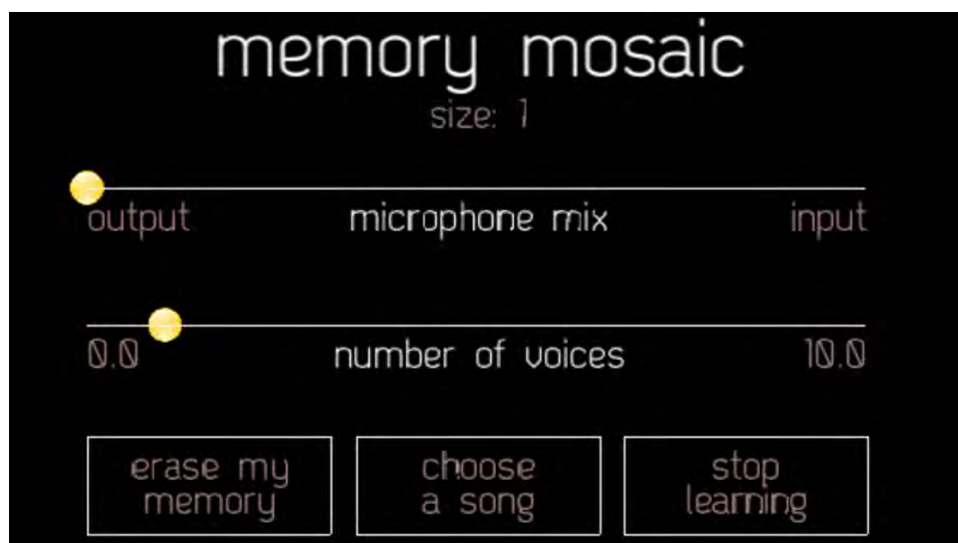 memory mosaic
size: 1
output microphone mix input
0.0 number of voices 10.0
erase my choose stop
memory a song learning